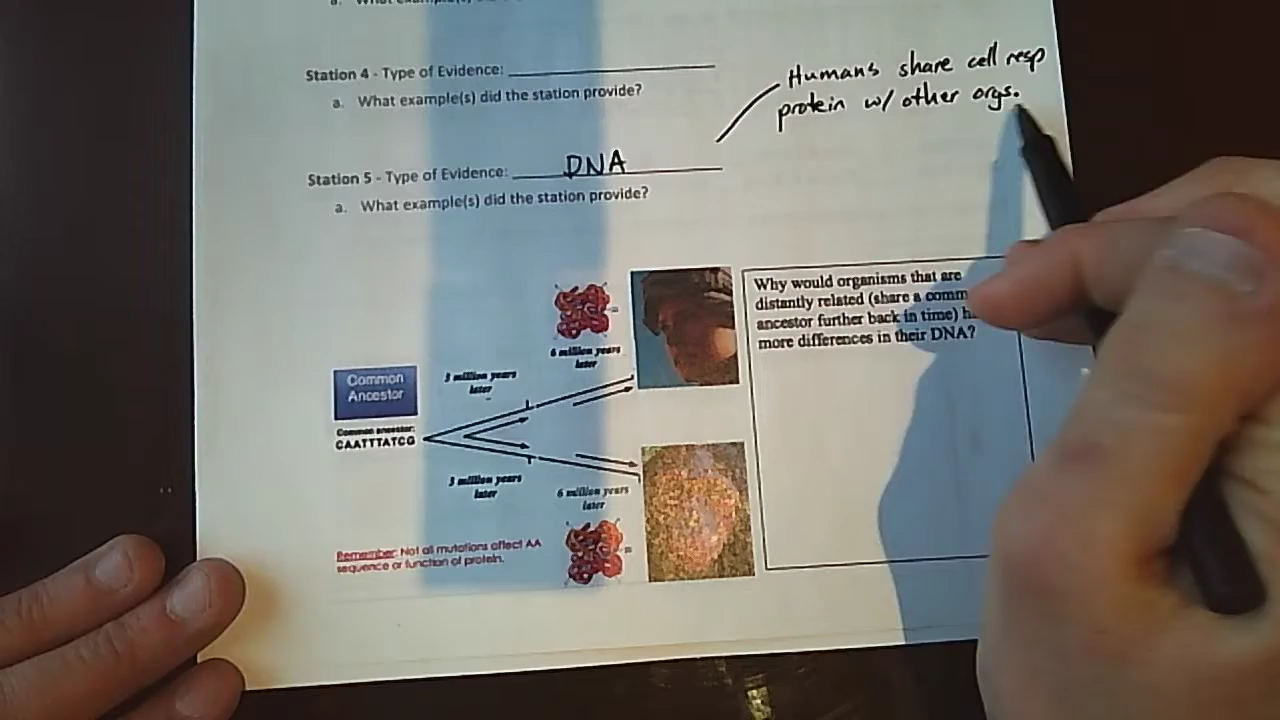 a. What example(s) did the
Station 4 - Type of Evidence:
a. What example(s) did the station provide?
Humans share cell resp
protein w/ other orgs.
Station 5 - Type of Evidence: DNA
a. What example(s) did the station provide?
Why would organisms that are
distantly related (share a comm
ancestor further back in time) h
more differences in their DNA?
6 million years
later
3 million years
later
Common
Ancestor
Common ancestor:
CAATTTATCG
3 million years
later
6 million years
later
Remember: Not all mutations affect AA
sequence or function of protein.